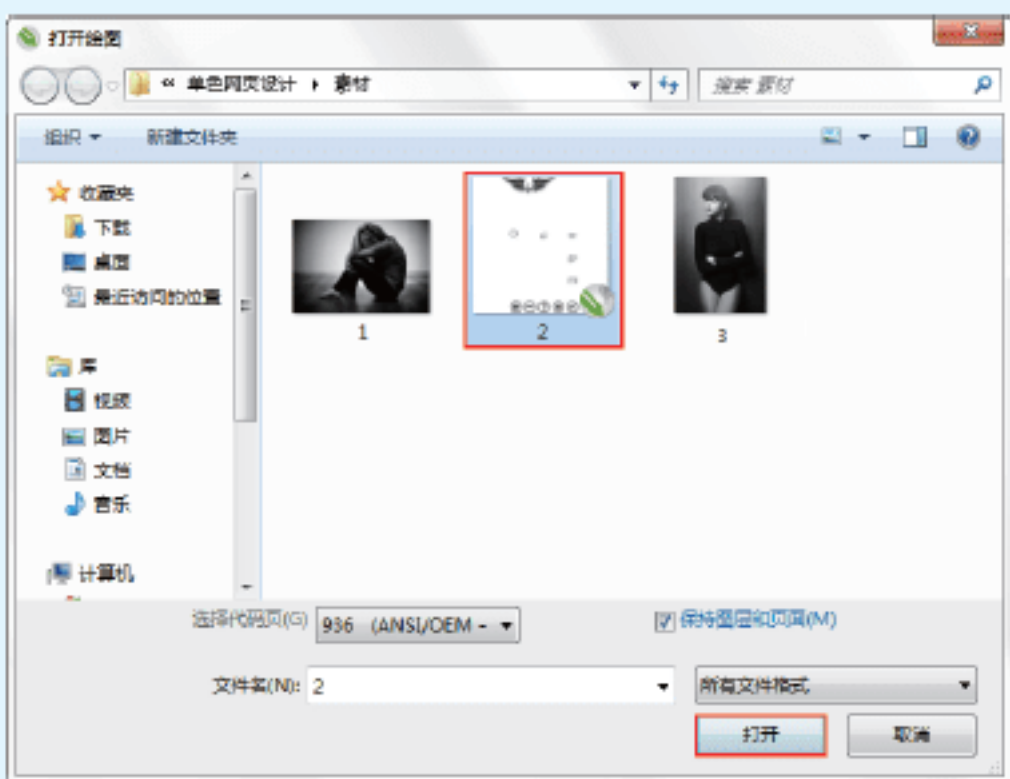 打开绘图
« 单色网页设计 ▸ 素材
搜索 素材
组织
新建文件夹
收藏夹
下载
桌面
最近访问的位置
库
视频
图片
文档
音乐
计算机
1
2
3
选择代码页(G) 936 (ANSI/OEM -
保持图层和页面(M)
文件名(N): 2
所有文件格式
打开
取消